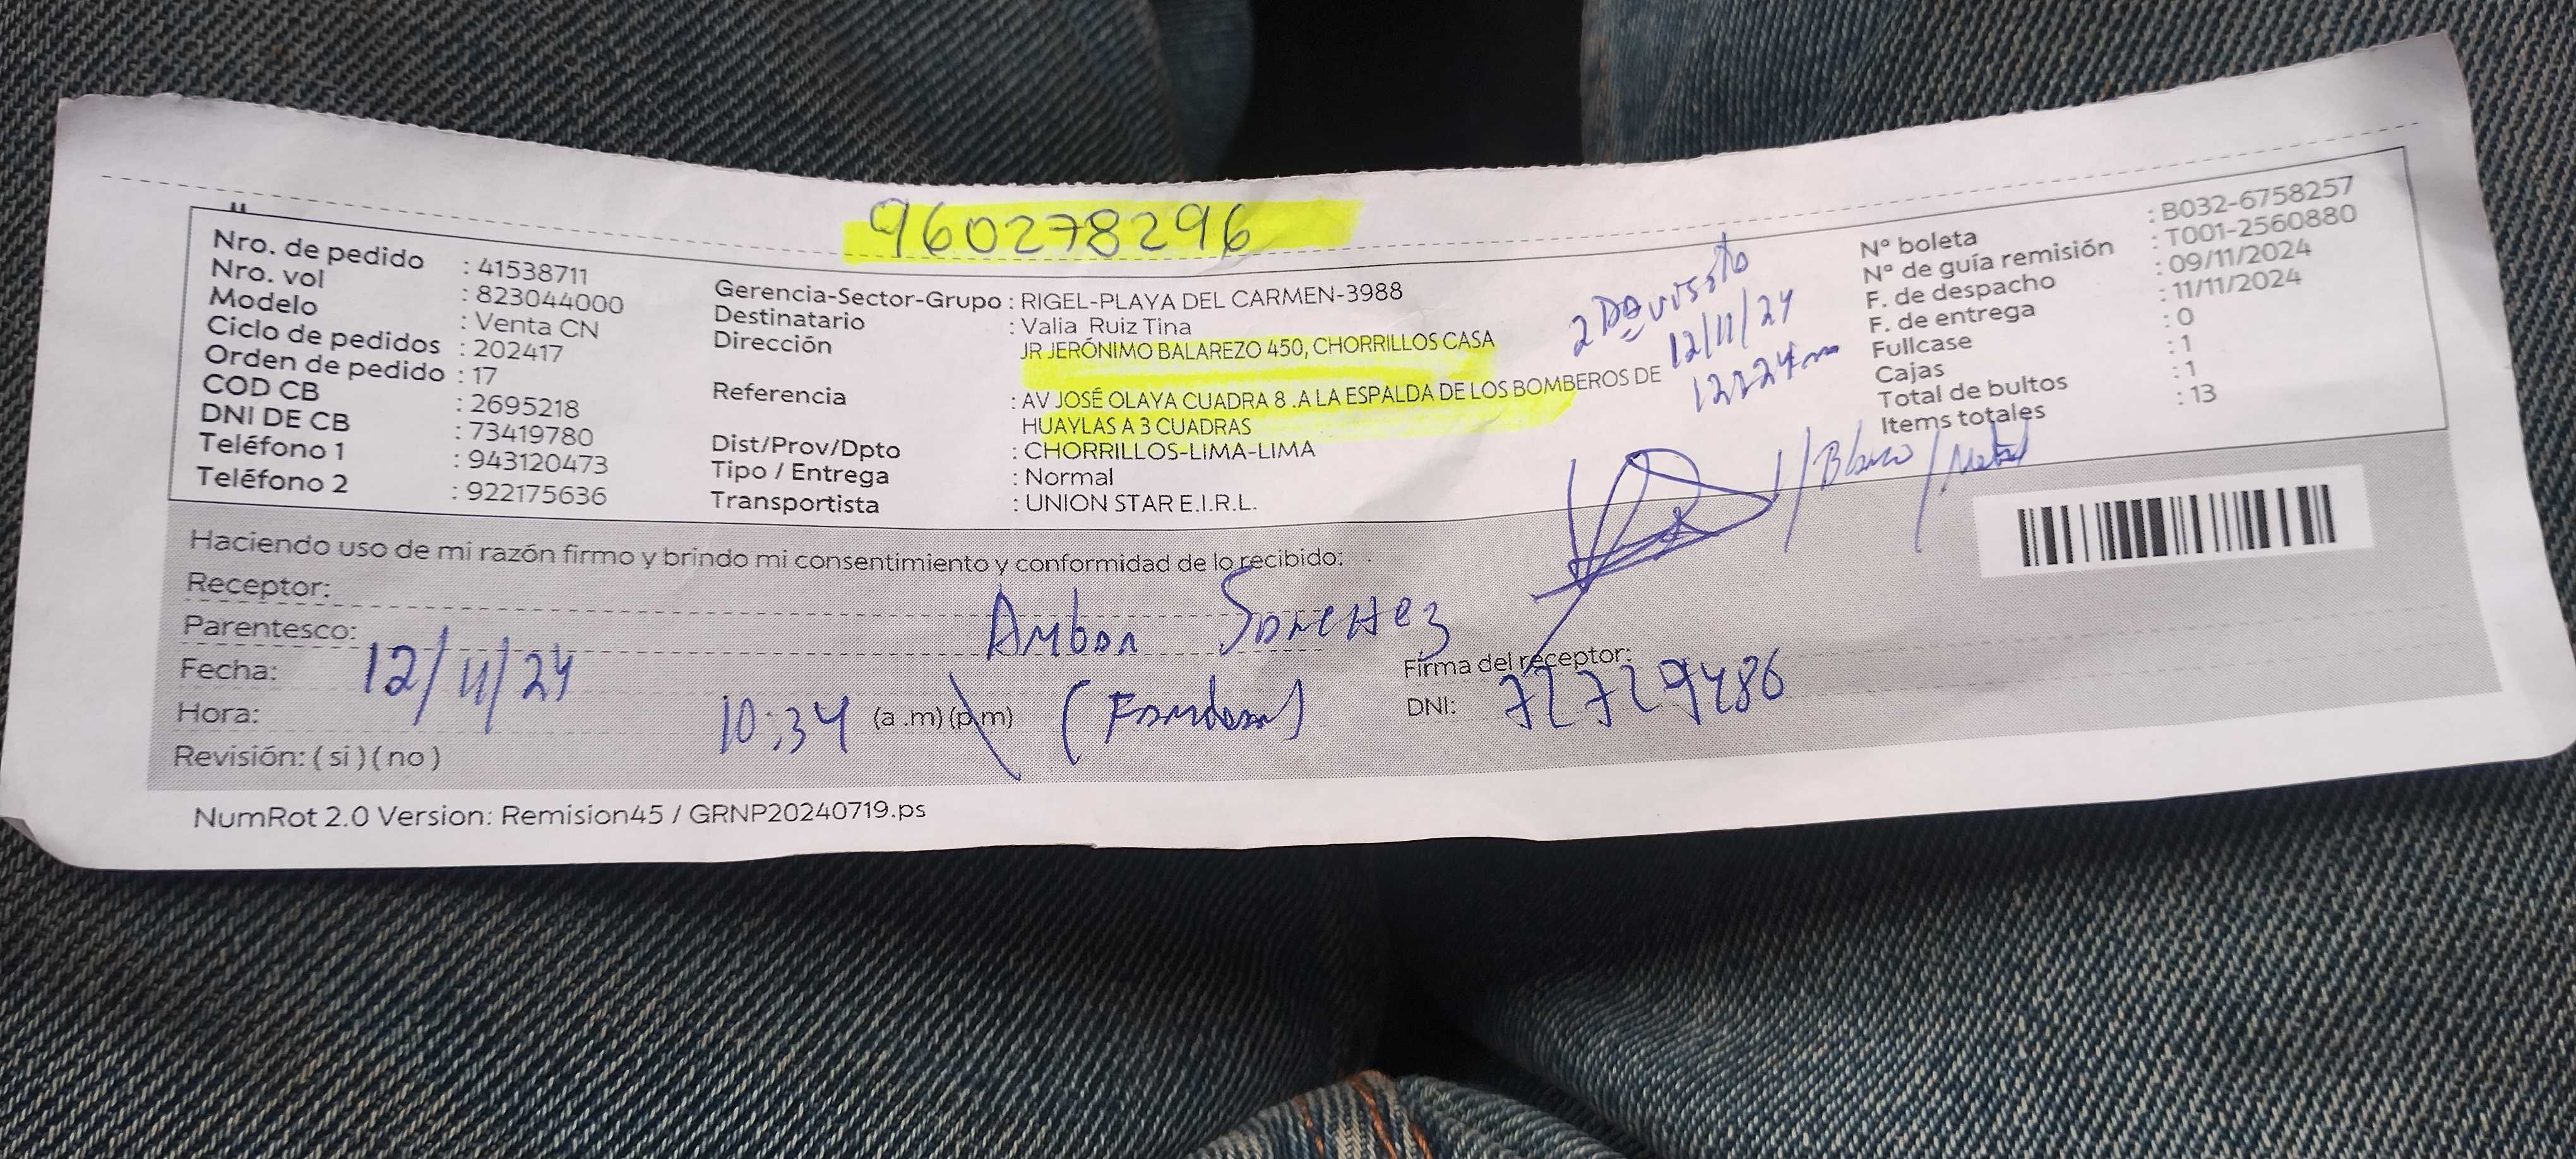 960278296
Nro. de pedido : 41538711
Nro. vol : 823044000
Modelo : Venta CN
Ciclo de pedidos : 202417
Orden de pedido : 17
COD CB : 2695218
DNI DE CB : 73419780
Teléfono 1 : 943120473
Teléfono 2 : 922175636
Gerencia-Sector-Grupo : RIGEL-PLAYA DEL CARMEN-3988
Destinatario : Valia Ruiz Tina
Dirección JR JERÓNIMO BALAREZO 450, CHORRILLOS CASA
Referencia : AV JOSÉ OLAYA CUADRA 8 .A LA ESPALDA DE LOS BOMBEROS DE
HUAYLAS A 3 CUADRAS
Dist/Prov/Dpto : CHORRILLOS-LIMA-LIMA
Tipo / Entrega : Normal
Transportista : UNION STAR E.I.R.L.
2DA visita
12/11/24
N° boleta : B032-6758257
N° de guía remisión : T001-2560880
F. de despacho : 09/11/2024
F. de entrega : 11/11/2024
Fullcase : 0
Cajas : 1
Total de bultos : 1
Items totales : 13
/Blanco/Metal
Haciendo uso de mi razón firmo y brindo mi consentimiento y conformidad de lo recibido:
Receptor:
Parentesco: Sanchez
Fecha: 12/11/24
Firma del receptor:
Hora: 10:34 (a .m) (p.m)
DNI: 72729486
Revisión: ( si ) ( no )
NumRot 2.0 Version: Remision45 / GRNP20240719.ps